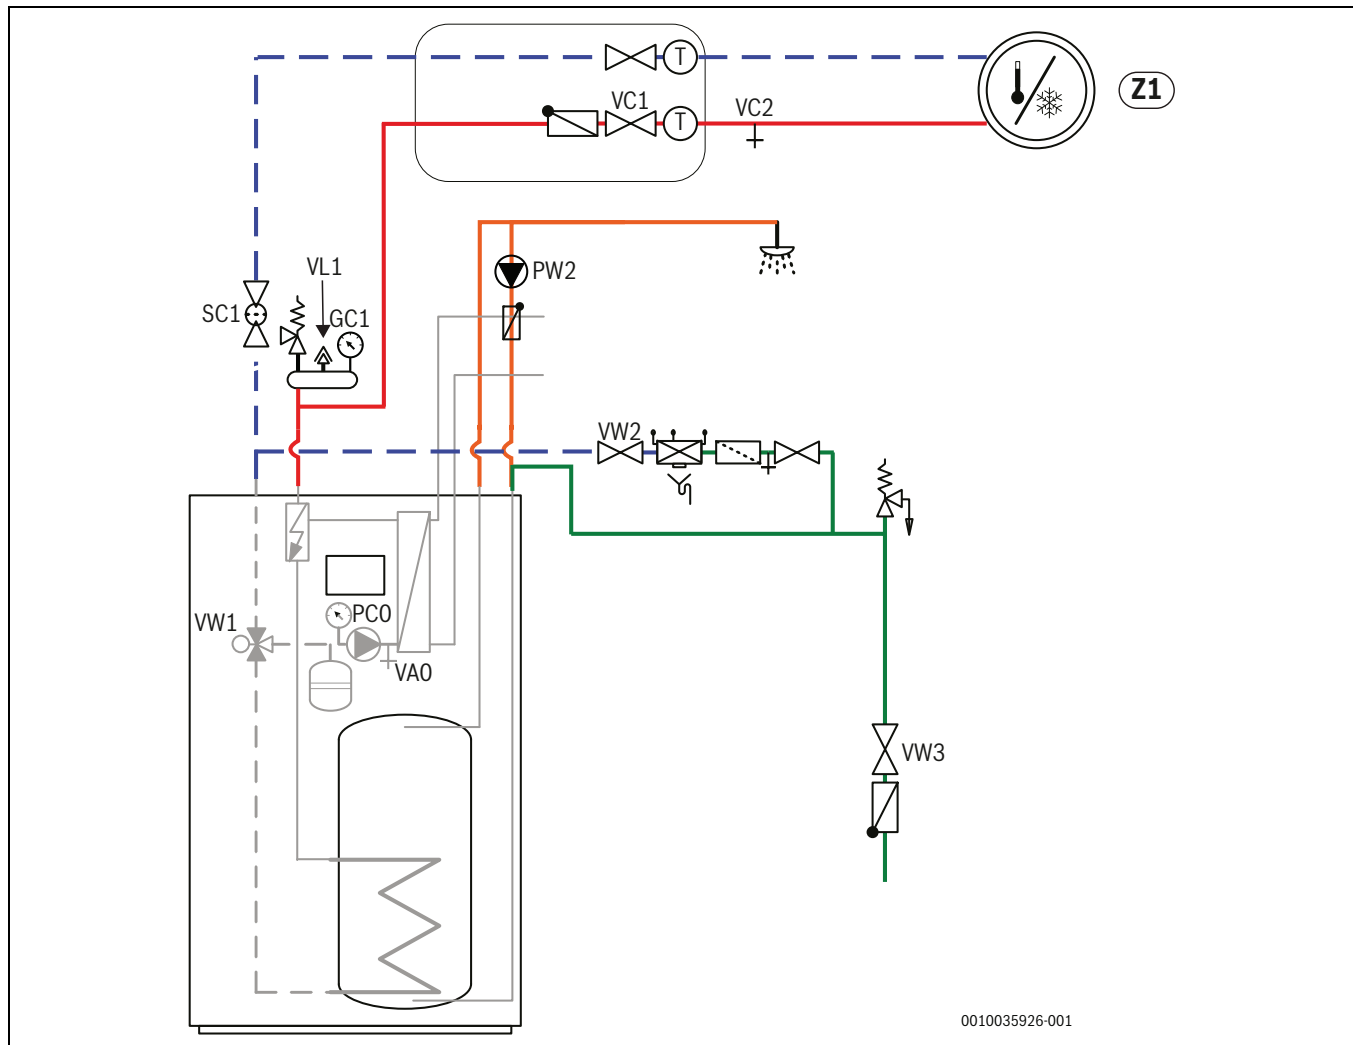 T
Z1
VC1
T
VC2
VL1
PW2
SC1
GC1
VW2
PC0
VW1
VA0
VW3
0010035926-001